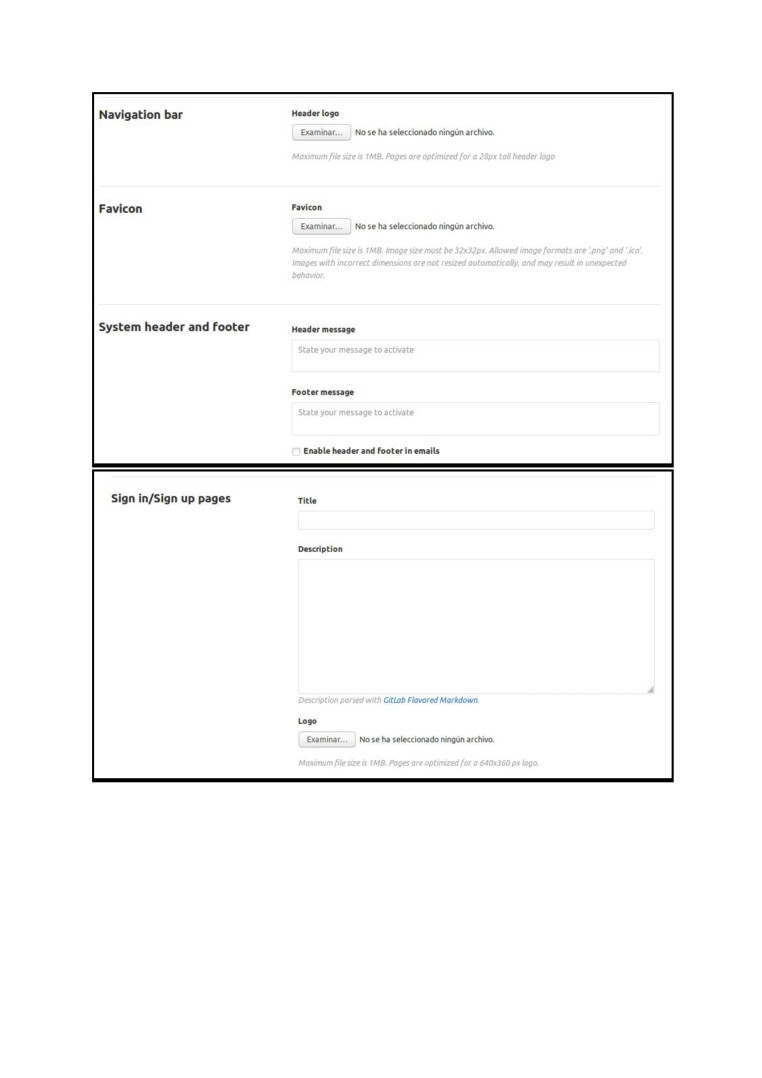 Navigation bar
Header logo
Examinar... No se ha seleccionado ningún archivo.
Maximum file size is 1MB. Pages are optimized for a 28px tall header logo
Favicon
Favicon
Examinar... No se ha seleccionado ningún archivo.
Maximum file size is 1MB. Image size must be 32x32px. Allowed image formats are '.png' and '.ico'.
Images with incorrect dimensions are not resized automatically, and may result in unexpected
behavior.
System header and footer
Header message
State your message to activate
Footer message
State your message to activate
Enable header and footer in emails
Sign in/Sign up pages
Title
Description
Description parsed with GitLab Flavored Markdown.
Logo
Examinar... No se ha seleccionado ningún archivo.
Maximum file size is 1MB. Pages are optimized for a 640x360 px logo.